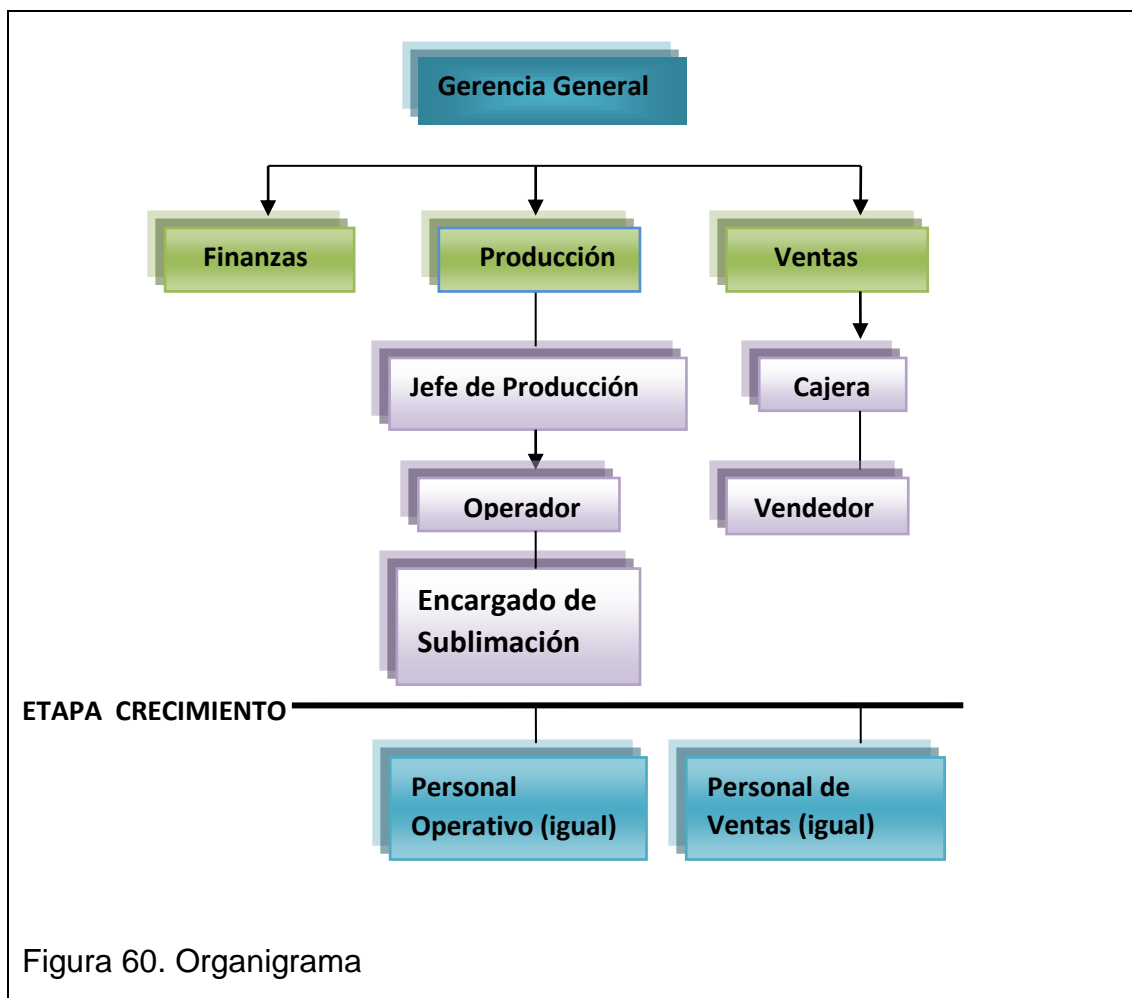 Gerencia General
Finanzas
Producción
Ventas
Jefe de Producción
Cajera
Operador
Vendedor
Encargado de
Sublimación
ETAPA CRECIMIENTO
Personal
Operativo (igual)
Personal de
Ventas (igual)
Figura 60. Organigrama